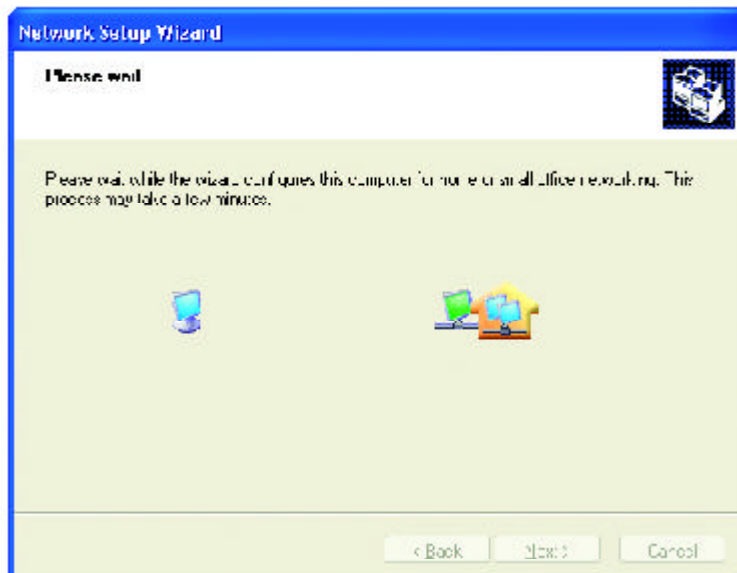 Network Setup Wizard
Please wait
Please wait while the wizard configures this computer for home or small office networking. This
process may take a few minutes.
< Back
Next >
Cancel